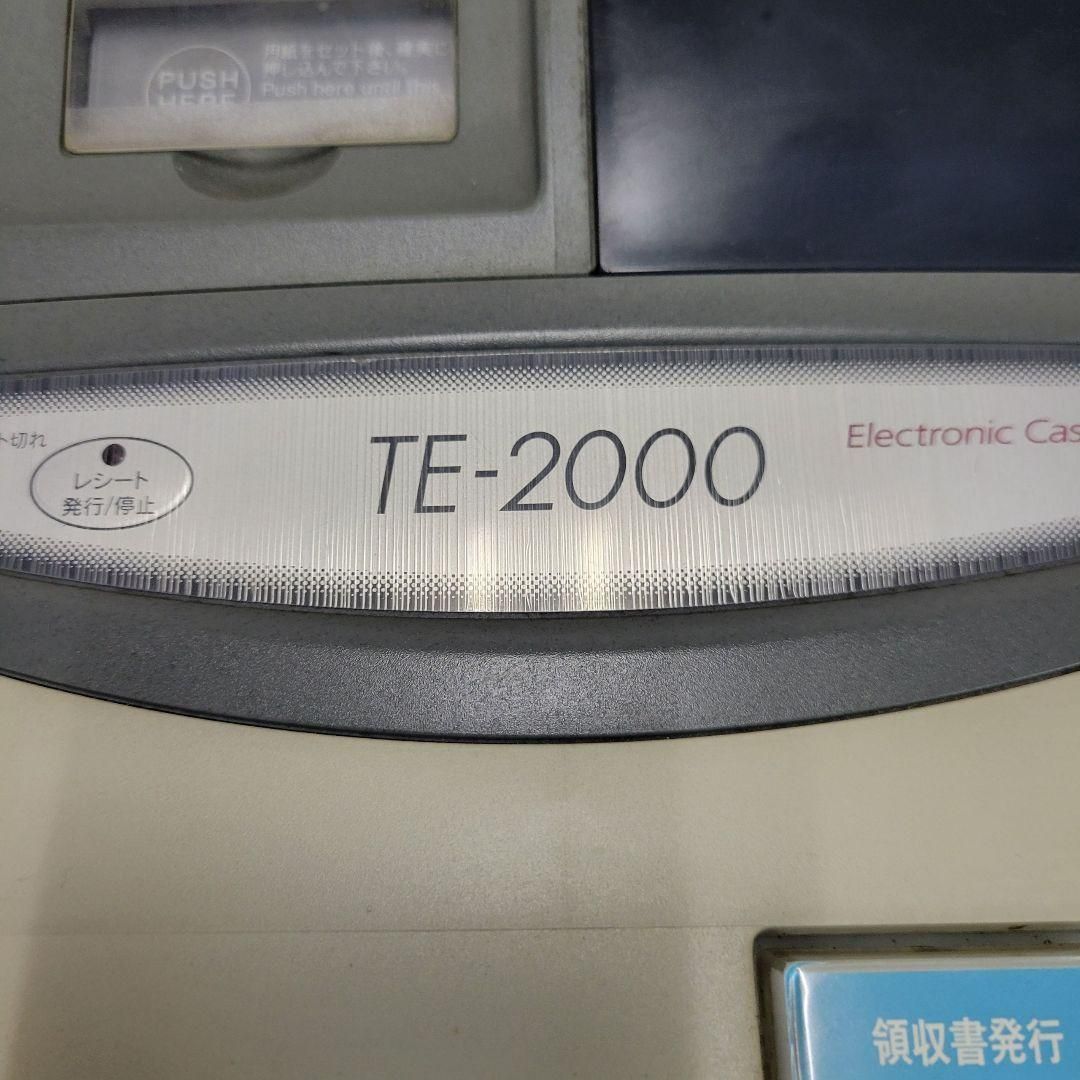 PUSH
HERE
用紙をセット後、確実に
押し込んで下さい。
Push here until this
ト切れ
レシート
発行/停止
TE-2000
Electronic Cas
領収書発行